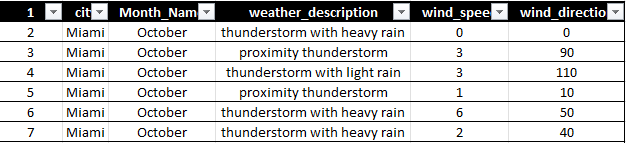 1 cit Month_Nam weather_description wind_spee wind_directio
2 Miami October thunderstorm with heavy rain 0 0
3 Miami October proximity thunderstorm 3 90
4 Miami October thunderstorm with light rain 3 110
5 Miami October proximity thunderstorm 1 10
6 Miami October thunderstorm with heavy rain 6 50
7 Miami October thunderstorm with heavy rain 2 40